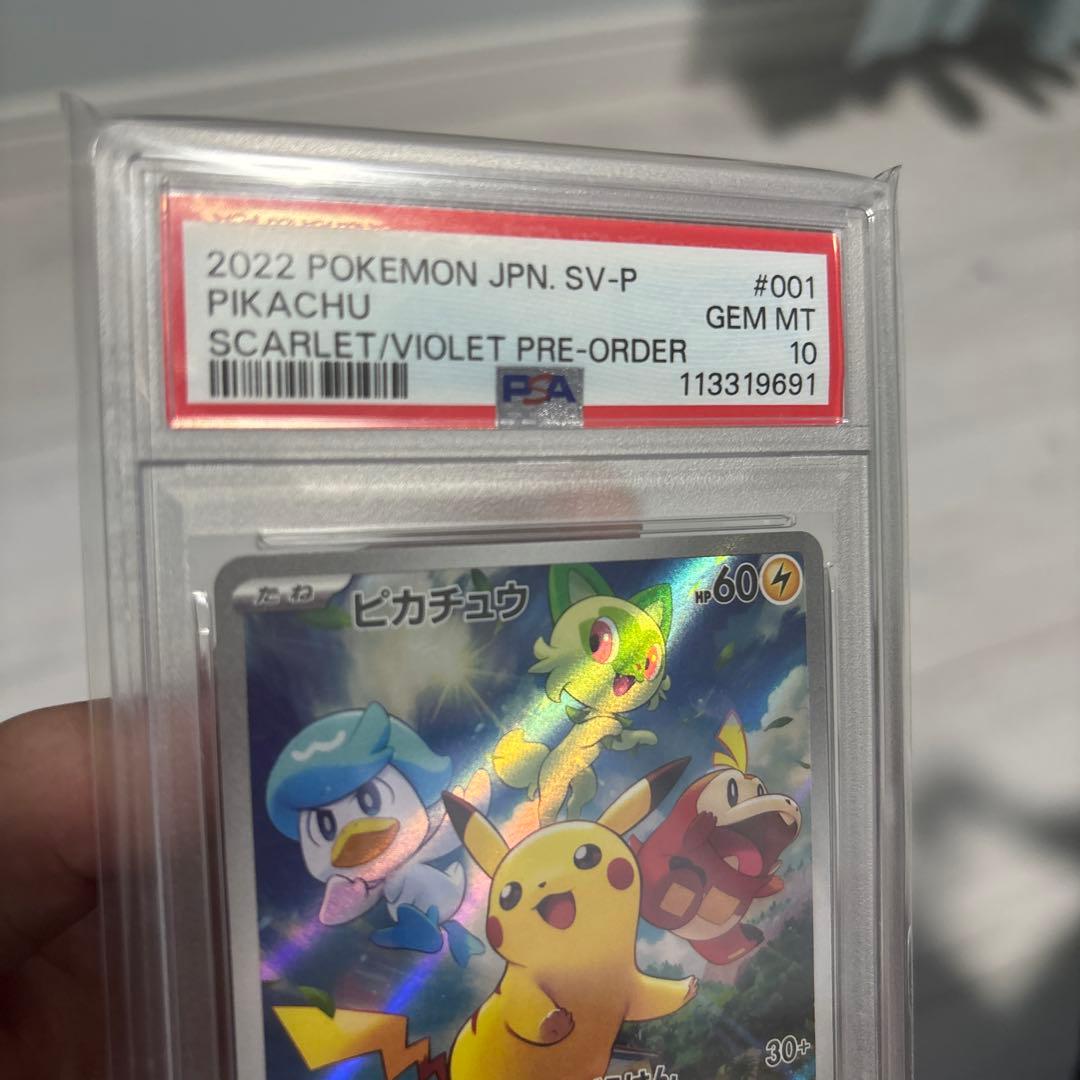 2022 POKEMON JPN. SV-P #001
PIKACHU GEM MT
SCARLET/VIOLET PRE-ORDER 10
PSA 113319691
たね ピカチュウ HP60
30+